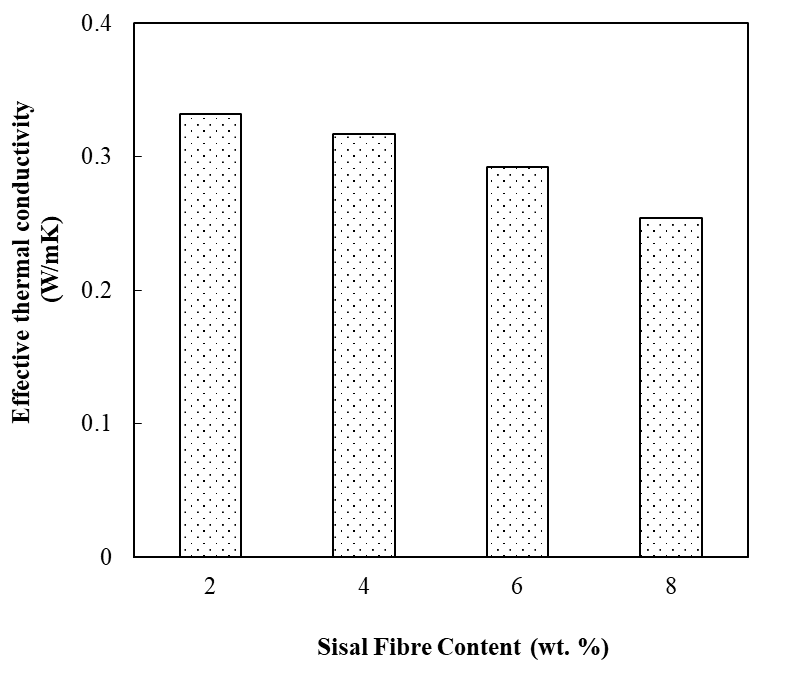 0.4
0.3
0.2
0.1
0
Effective thermal conductivity
(W/mK)
2 4 6 8
Sisal Fibre Content (wt. %)